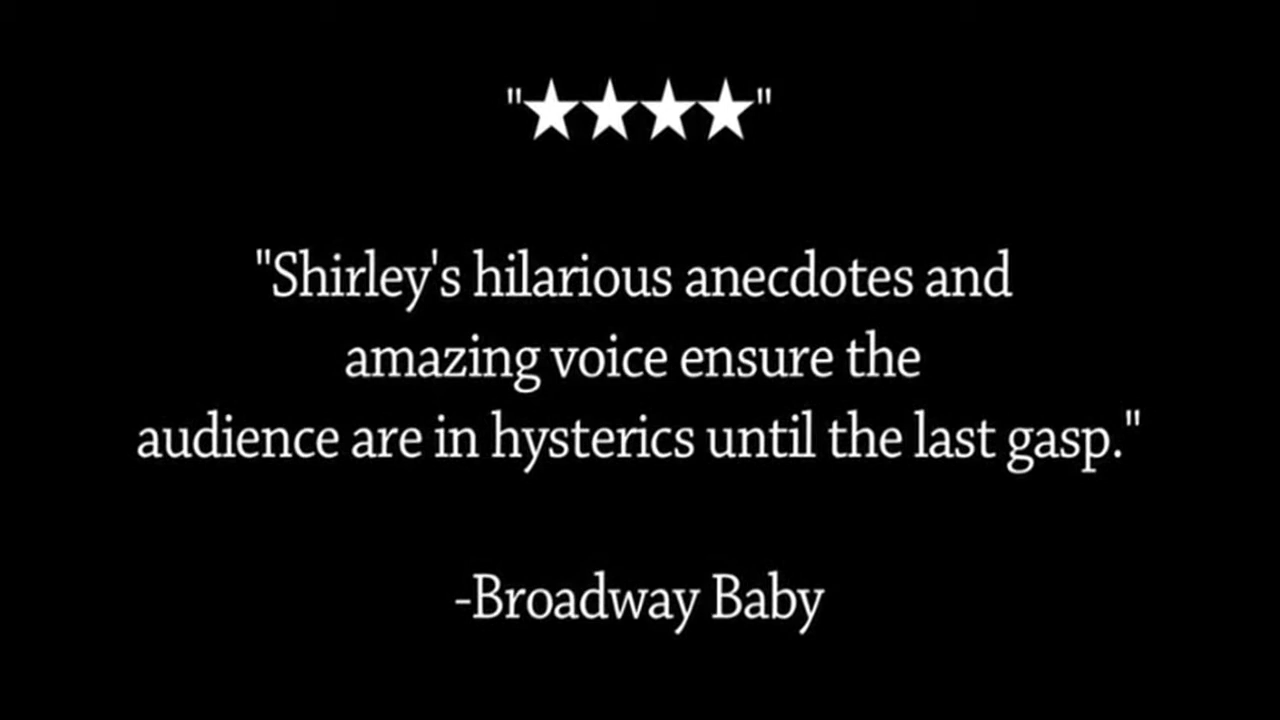 "★★★★"
"Shirley's hilarious anecdotes and
amazing voice ensure the
audience are in hysterics until the last gasp."
-Broadway Baby